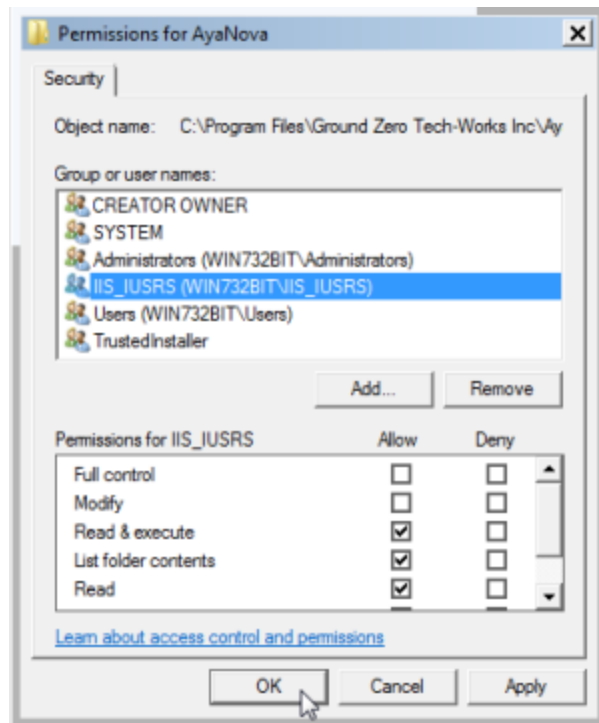 Permissions for AyaNova
Security
Object name: C:\Program Files\Ground Zero Tech-Works Inc\Ay
Group or user names:
CREATOR OWNER
SYSTEM
Administrators (WIN732BIT\Administrators)
IIS_IUSRS (WIN732BIT\IIS_IUSRS)
Users (WIN732BIT\Users)
TrustedInstaller
Add... Remove
Permissions for IIS_IUSRS Allow Deny
Full control
Modify
Read & execute
List folder contents
Read
Learn about access control and permissions
OK Cancel Apply